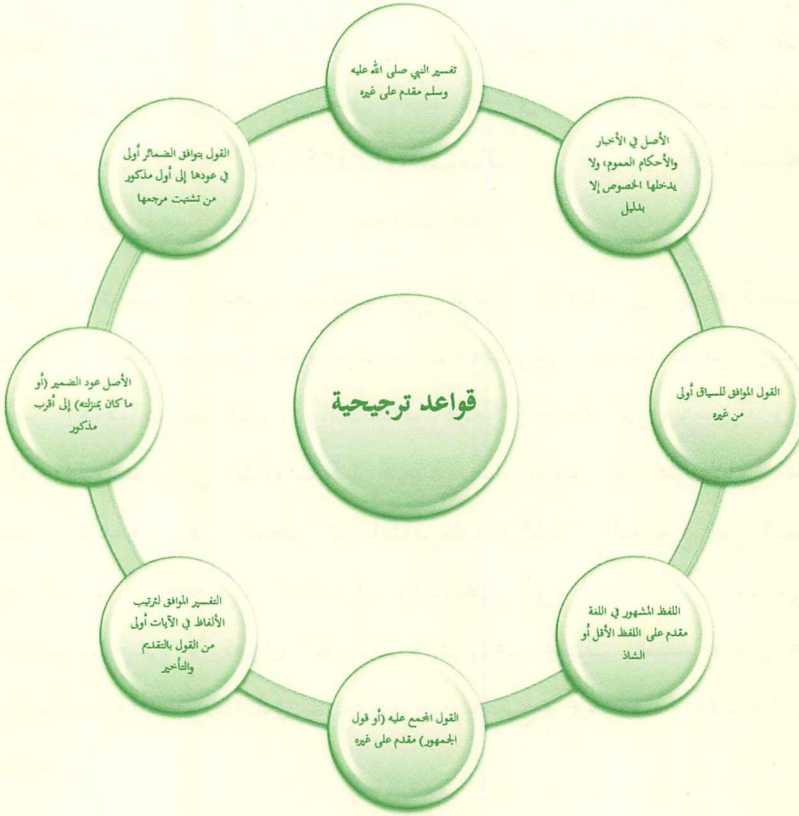 تفسير النبي صلى الله عليه
وسلم مقدم على غيره
الأصل في الأخبار
والأحكام العموم، ولا
يدخلها الخصوص إلا
بدليل
القول الموافق للسياق أولى
من غيره
اللفظ المشهور في اللغة
مقدم على اللفظ الأقل أو
الشاذ
القول المجمع عليه (أو قول
الجمهور) مقدم على غيره
التفسير الموافق لترتيب
الألفاظ في الآيات أولى
من القول بالتقديم
والتأخير
الأصل عود الضمير (أو
ما كان بمنزلته) إلى أقرب
مذكور
القول بتوافق الضمائر أولى
في عودها إلى أول مذكور
من تشتيت مرجعها
قواعد ترجيحية